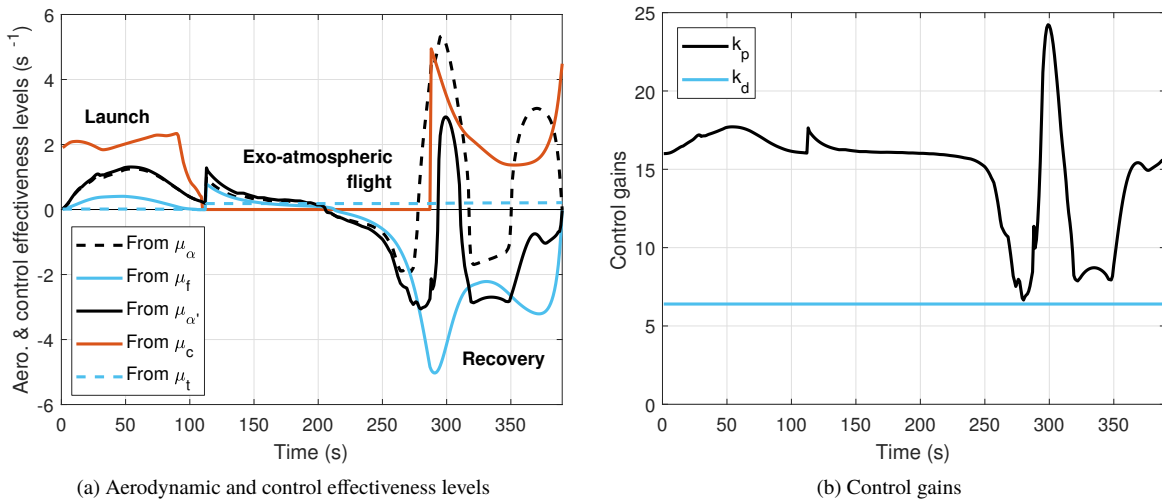 Aero. & control effectiveness levels (s⁻¹)
6
4
2
0
-2
-4
-6
Launch
Exo-atmospheric
flight
Recovery
From μα
From μf
From μα'
From μc
From μt
0 50 100 150 200 250 300 350
Time (s)
(a) Aerodynamic and control effectiveness levels
Control gains
25
20
15
10
5
0
kp
kd
0 50 100 150 200 250 300 350
Time (s)
(b) Control gains